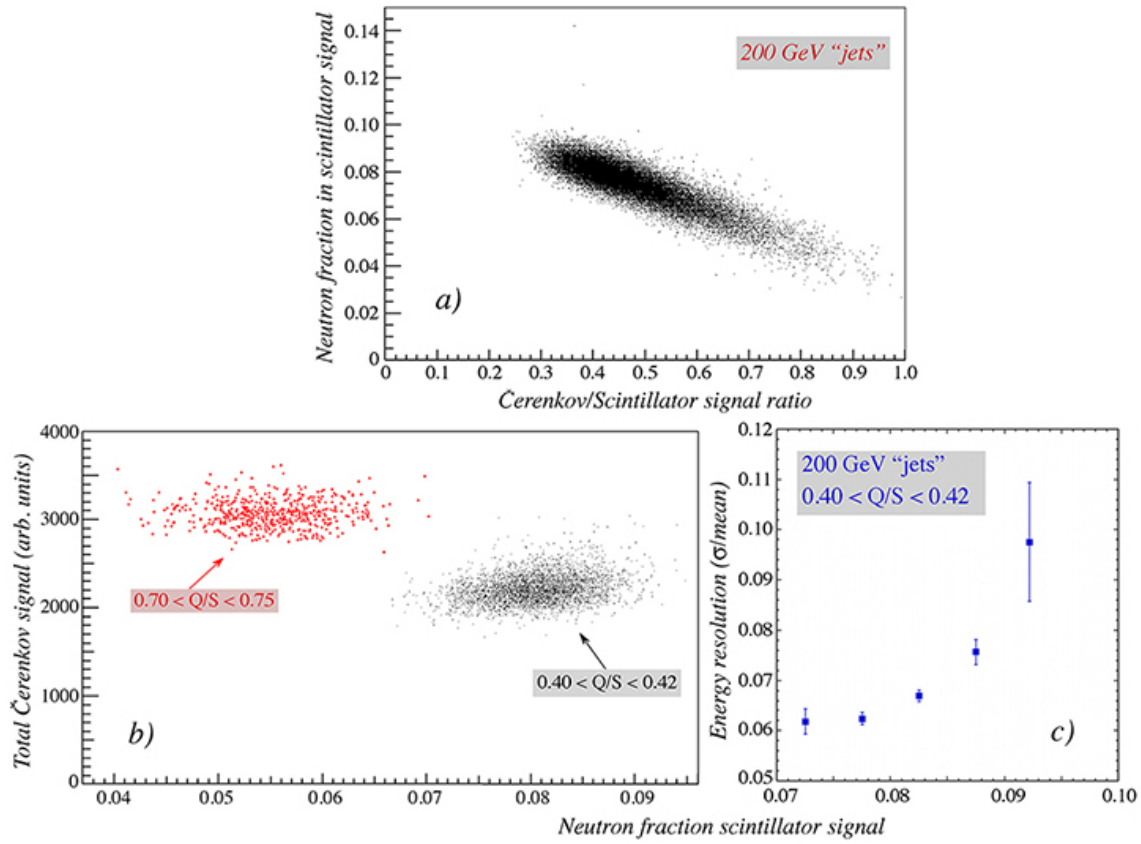 0.14
0.12
0.10
0.08
0.06
0.04
0.02
0
Neutron fraction in scintillator signal
200 GeV “jets”
a)
0 0.1 0.2 0.3 0.4 0.5 0.6 0.7 0.8 0.9 1.0
Čerenkov/Scintillator signal ratio
4000
3000
2000
1000
0
Total Čerenkov signal (arb. units)
0.70 < Q/S < 0.75
0.40 < Q/S < 0.42
b)
0.04 0.05 0.06 0.07 0.08 0.09
0.12
0.11
0.10
0.09
0.08
0.07
0.06
0.05
Energy resolution (σ/mean)
200 GeV “jets”
0.40 < Q/S < 0.42
c)
0.07 0.08 0.09 0.10
Neutron fraction scintillator signal